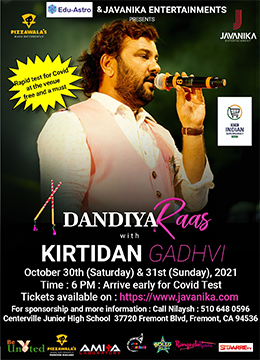 Edu-Astro & JAVANIKA ENTERTAINMENTS
PRESENTS
PIZZAWALA'S
JAVANIKA
Rapid test for Covid
at the venue
free and a must
INDIAN
DANDIYA Raas
with
KIRTIDAN GADHVI
October 30th (Saturday) & 31st (Sunday), 2021
Time : 6 PM : Arrive early for Covid Test
Tickets available on : https://www.javanika.com
For sponsorship and more information : Call Nilaysh : 510 648 0596
Centerville Junior High School 37720 Fremont Blvd, Fremont, CA 94536
Be United
PIZZAWALA'S
AMITA